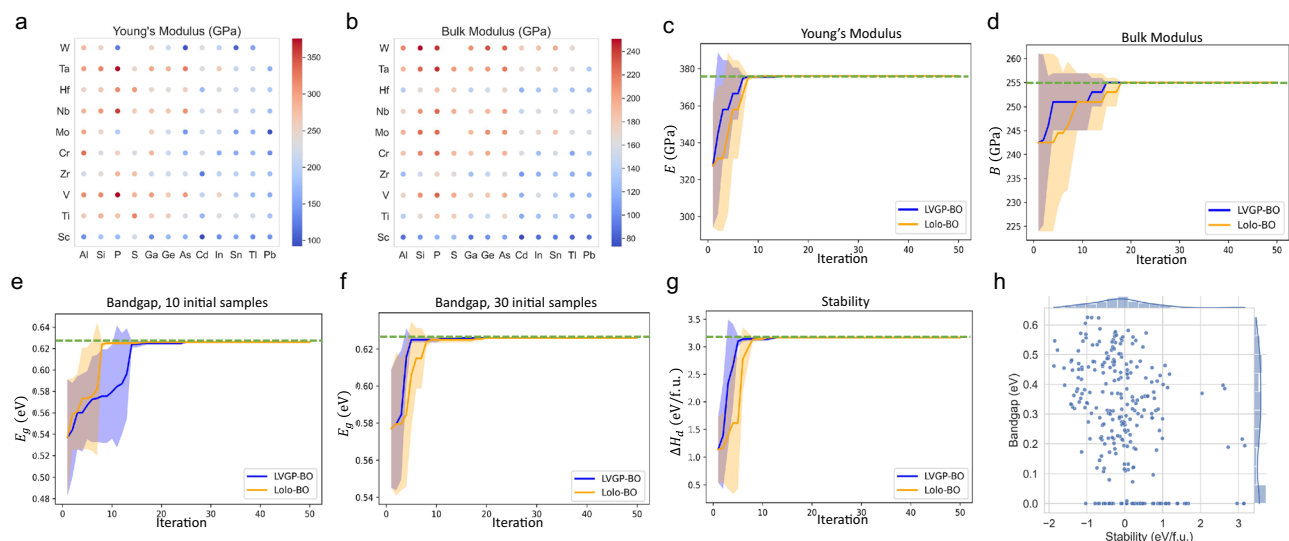 a
Young's Modulus (GPa)
W
Ta
Hf
Nb
Mo
Cr
Zr
V
Ti
Sc
Al Si P S Ga Ge As Cd In Sn Tl Pb
350
300
250
200
150
100
b
Bulk Modulus (GPa)
W
Ta
Hf
Nb
Mo
Cr
Zr
V
Ti
Sc
Al Si P S Ga Ge As Cd In Sn Tl Pb
240
220
200
180
160
140
120
100
80
c
Young's Modulus
E (GPa)
380
360
340
320
300
LVGP-BO
Lolo-BO
0 10 20 30 40 50
Iteration
d
Bulk Modulus
B (GPa)
260
255
250
245
240
235
230
225
LVGP-BO
Lolo-BO
0 10 20 30 40 50
Iteration
e
Bandgap, 10 initial samples
E_g (eV)
0.64
0.62
0.60
0.58
0.56
0.54
0.52
0.50
0.48
LVGP-BO
Lolo-BO
0 10 20 30 40 50
Iteration
f
Bandgap, 30 initial samples
E_g (eV)
0.62
0.60
0.58
0.56
0.54
LVGP-BO
Lolo-BO
0 10 20 30 40 50
Iteration
g
Stability
ΔH_d (eV/f.u.)
3.5
3.0
2.5
2.0
1.5
1.0
0.5
LVGP-BO
Lolo-BO
0 10 20 30 40 50
Iteration
h
Bandgap (eV)
0.6
0.5
0.4
0.3
0.2
0.1
0.0
−2 −1 0 1 2 3
Stability (eV/f.u.)